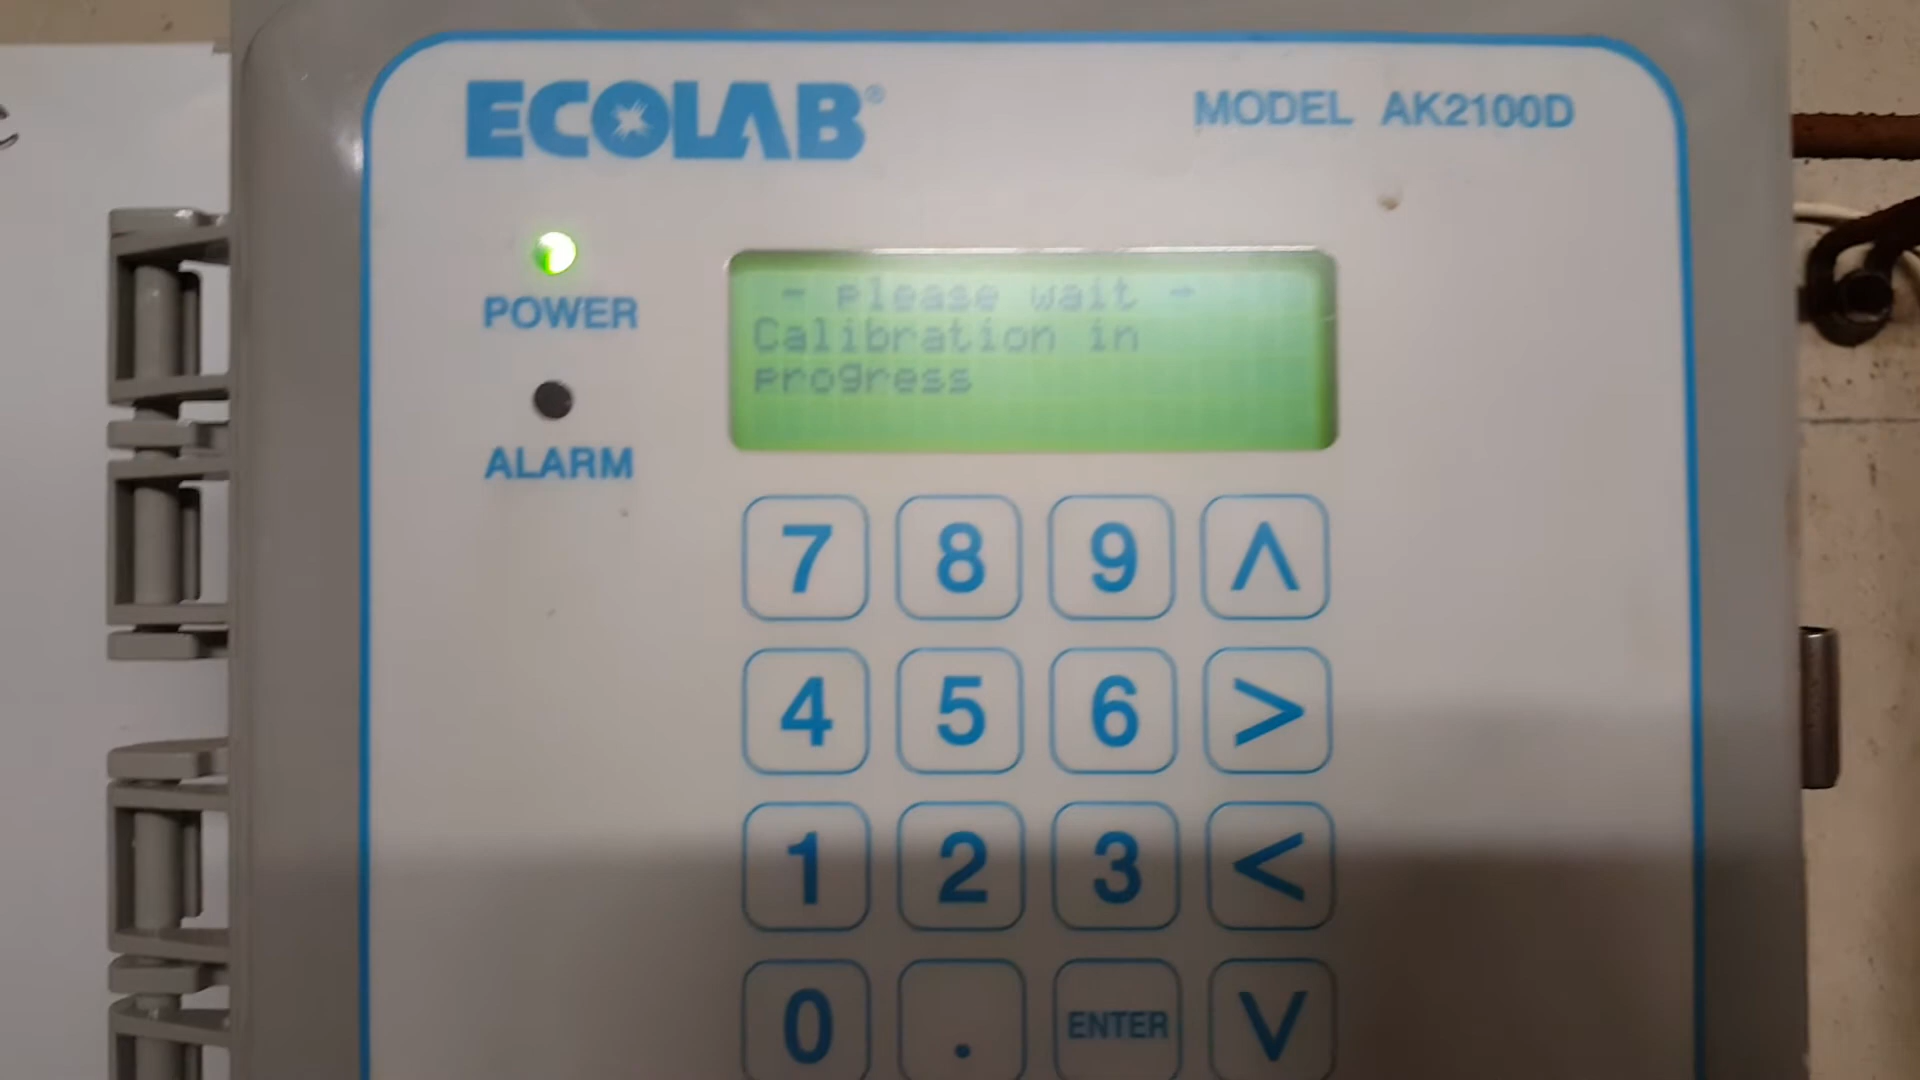 ECOLAB®
MODEL AK2100D
POWER
- please wait -
Calibration in
progress
ALARM
7 8 9 ^
4 5 6 >
1 2 3 <
0 . ENTER V